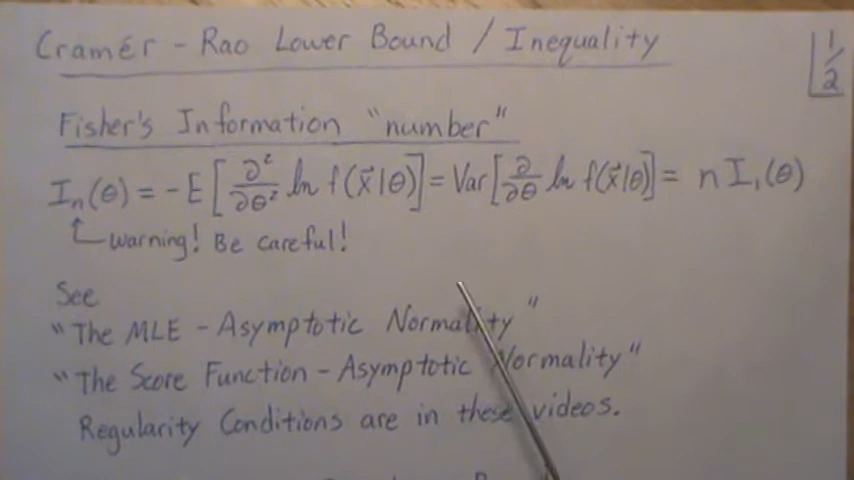 Cramér - Rao Lower Bound / Inequality
1/2
Fisher's Information "number"
Iₙ(θ) = -E[∂²/∂θ² ln f(x⃗|θ)] = Var[∂/∂θ ln f(x⃗|θ)] = n I₁(θ)
warning! Be careful!
See
"The MLE - Asymptotic Normality"
"The Score Function - Asymptotic Normality"
Regularity Conditions are in these videos.